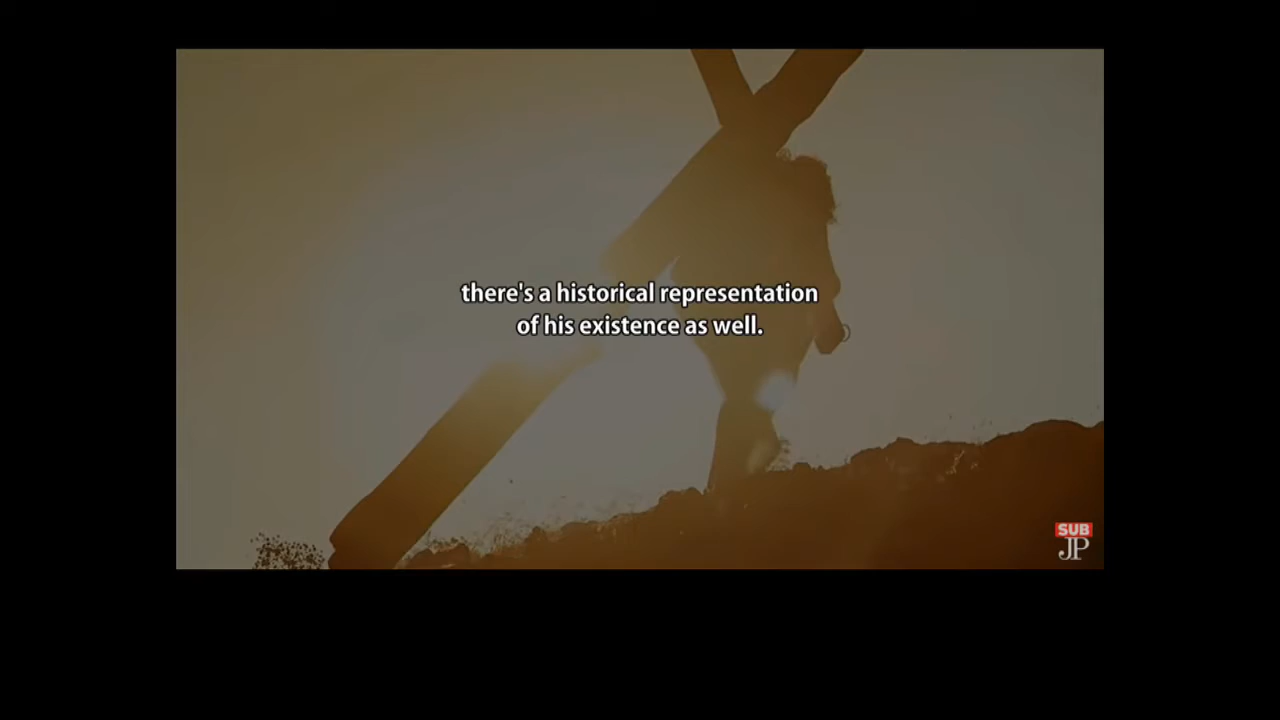 there's a historical representation
of his existence as well.
SUB
JP